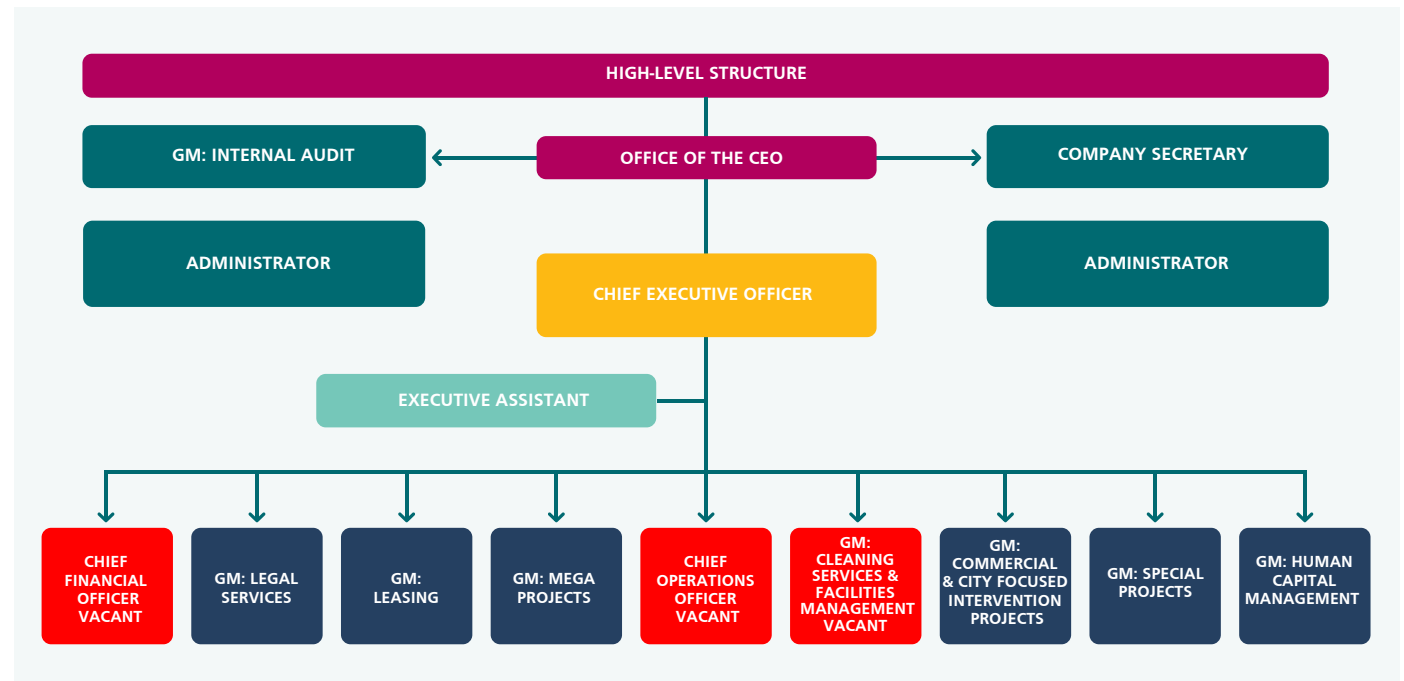 HIGH-LEVEL STRUCTURE
GM: INTERNAL AUDIT
OFFICE OF THE CEO
COMPANY SECRETARY
ADMINISTRATOR
ADMINISTRATOR
CHIEF EXECUTIVE OFFICER
EXECUTIVE ASSISTANT
CHIEF
FINANCIAL
OFFICER
VACANT
GM: LEGAL
SERVICES
GM:
LEASING
GM: MEGA
PROJECTS
CHIEF
OPERATIONS
OFFICER
VACANT
GM:
CLEANING
SERVICES &
FACILITIES
MANAGEMENT
VACANT
GM:
COMMERCIAL
& CITY FOCUSED
INTERVENTION
PROJECTS
GM: SPECIAL
PROJECTS
GM: HUMAN
CAPITAL
MANAGEMENT